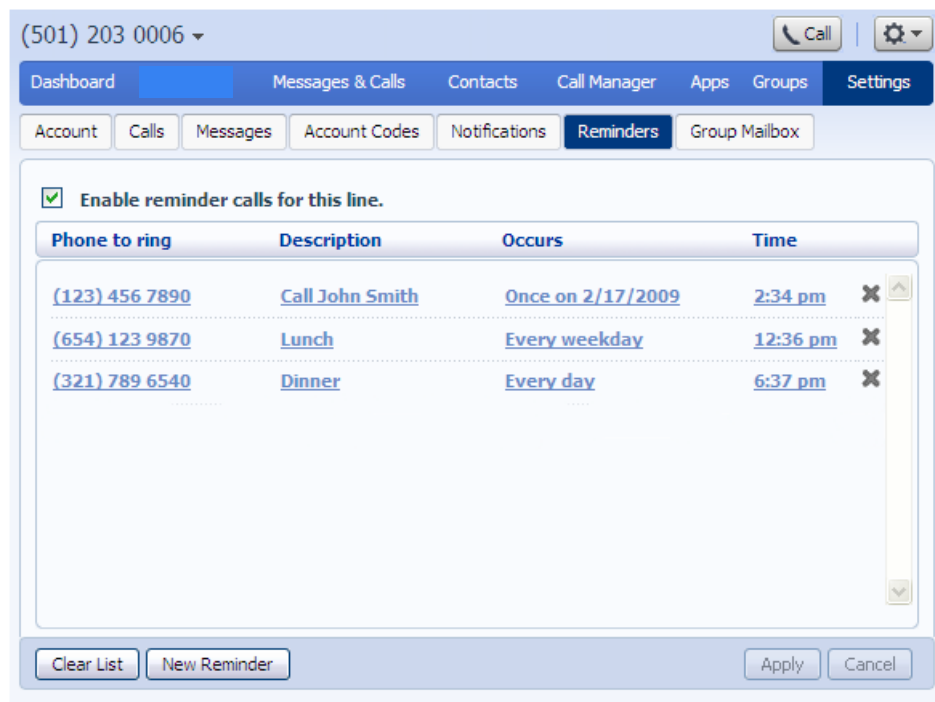 (501) 203 0006
Call
Dashboard Messages & Calls Contacts Call Manager Apps Groups Settings
Account Calls Messages Account Codes Notifications Reminders Group Mailbox
Enable reminder calls for this line.
Phone to ring Description Occurs Time
(123) 456 7890 Call John Smith Once on 2/17/2009 2:34 pm
(654) 123 9870 Lunch Every weekday 12:36 pm
(321) 789 6540 Dinner Every day 6:37 pm
Clear List New Reminder Apply Cancel